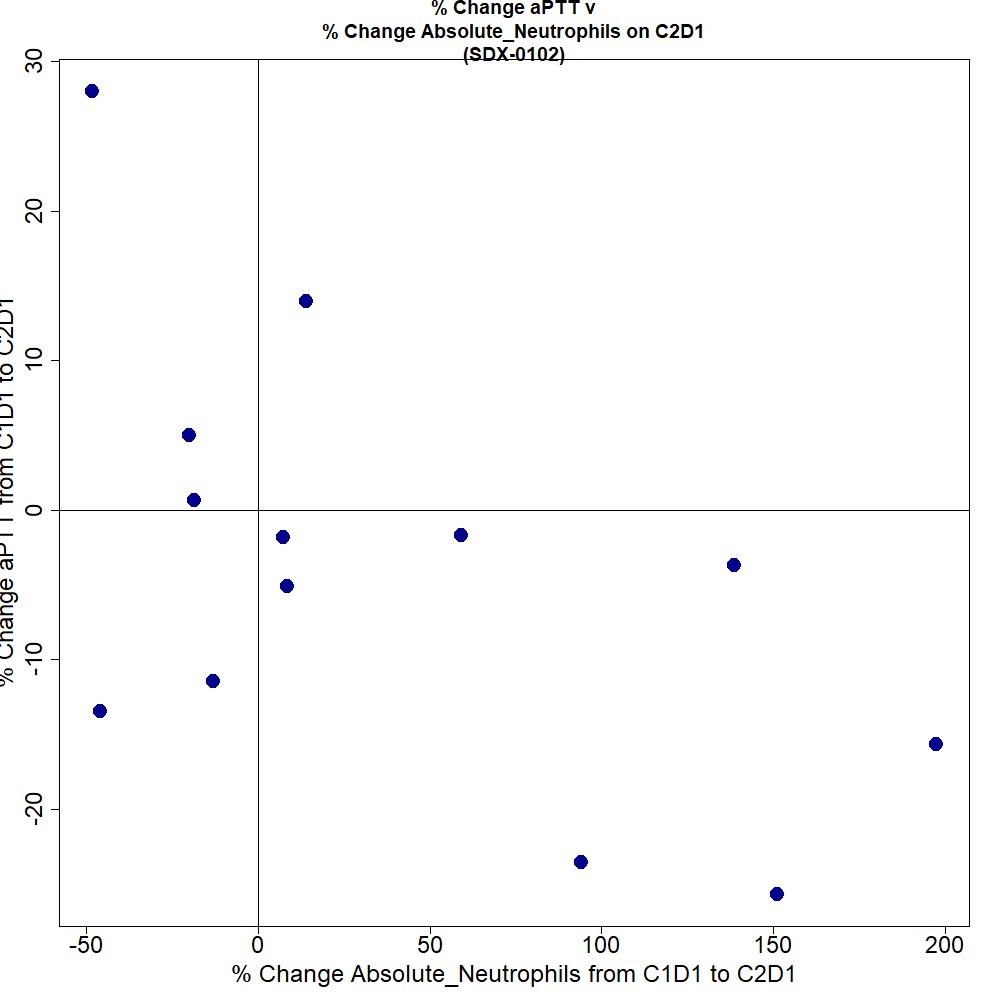 % Change aPTT v
% Change Absolute_Neutrophils on C2D1
(SDX-0102)
30
20
10
0
-10
-20
% Change aPTT from C1D1 to C2D1
-50
0
50
100
150
200
% Change Absolute_Neutrophils from C1D1 to C2D1